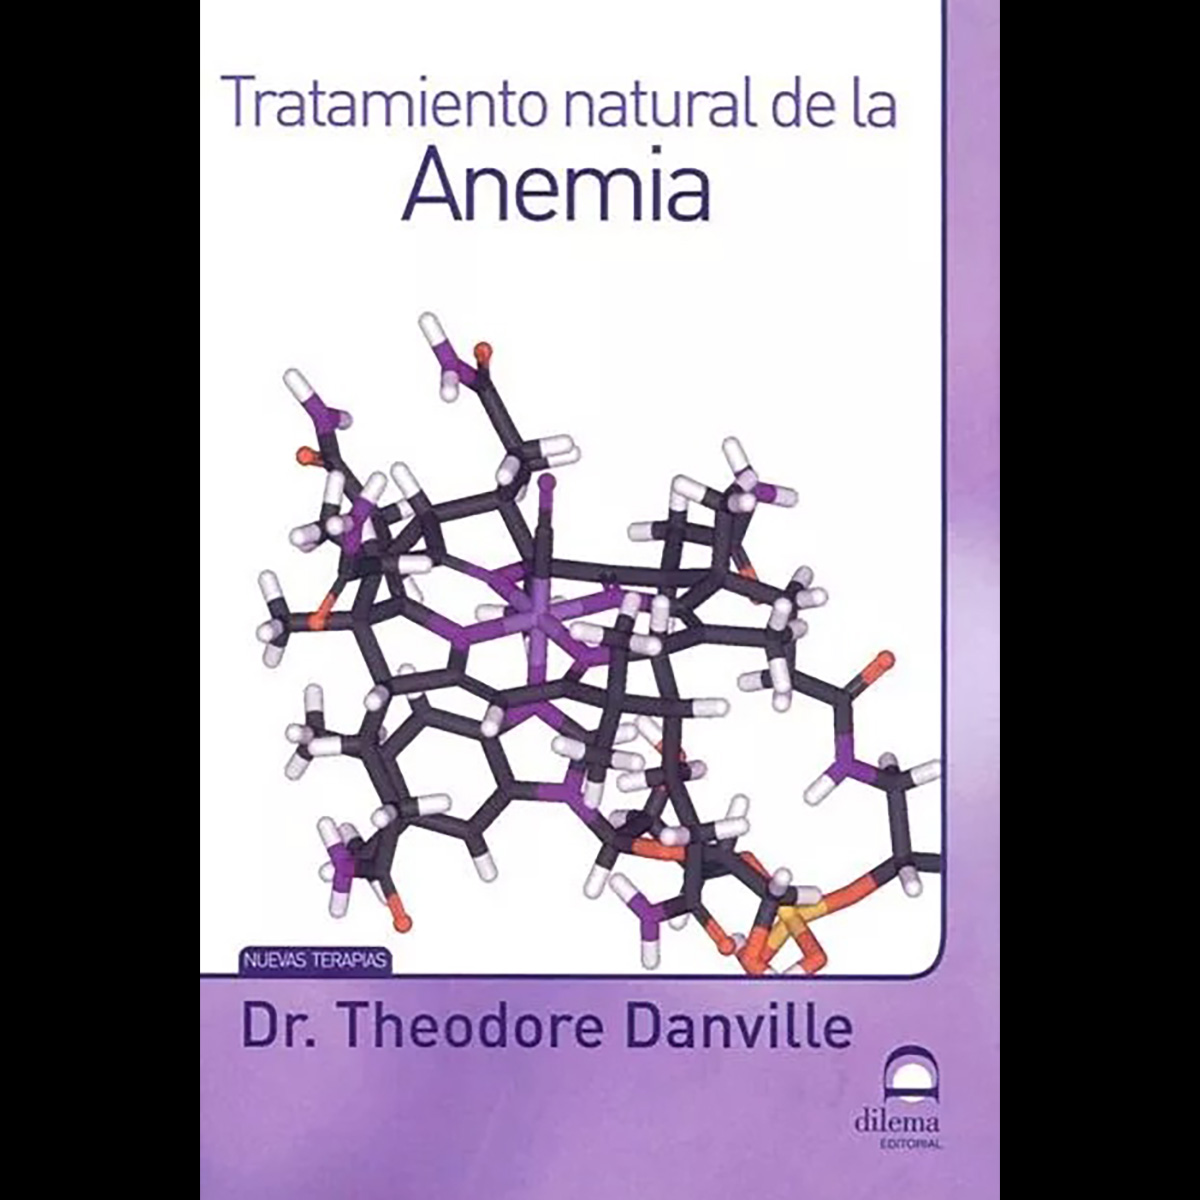 Tratamiento natural de la
Anemia
NUEVAS TERAPIAS
Dr. Theodore Danville
dilema
EDITORIAL